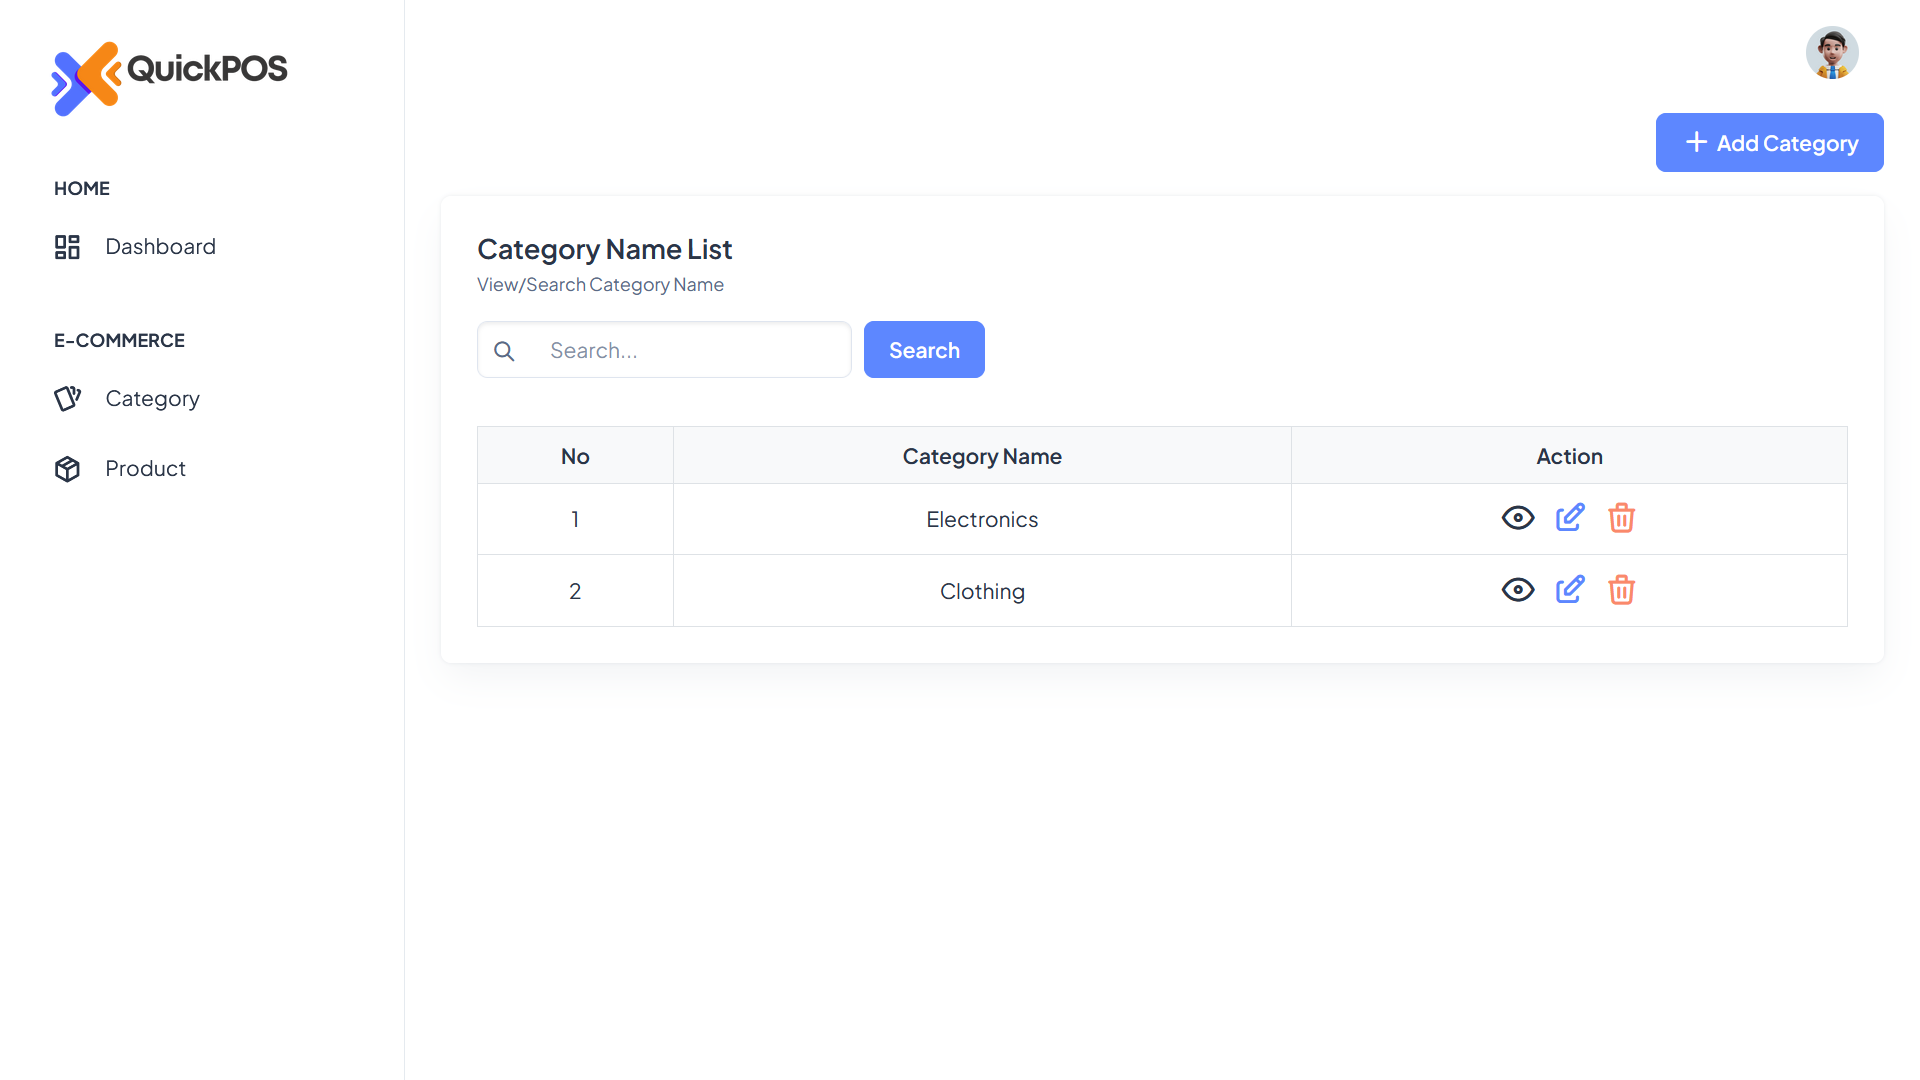 QuickPOS
HOME
Dashboard
E-COMMERCE
Category
Product
+ Add Category
Category Name List
View/Search Category Name
Search...
Search
No Category Name Action
1 Electronics
2 Clothing